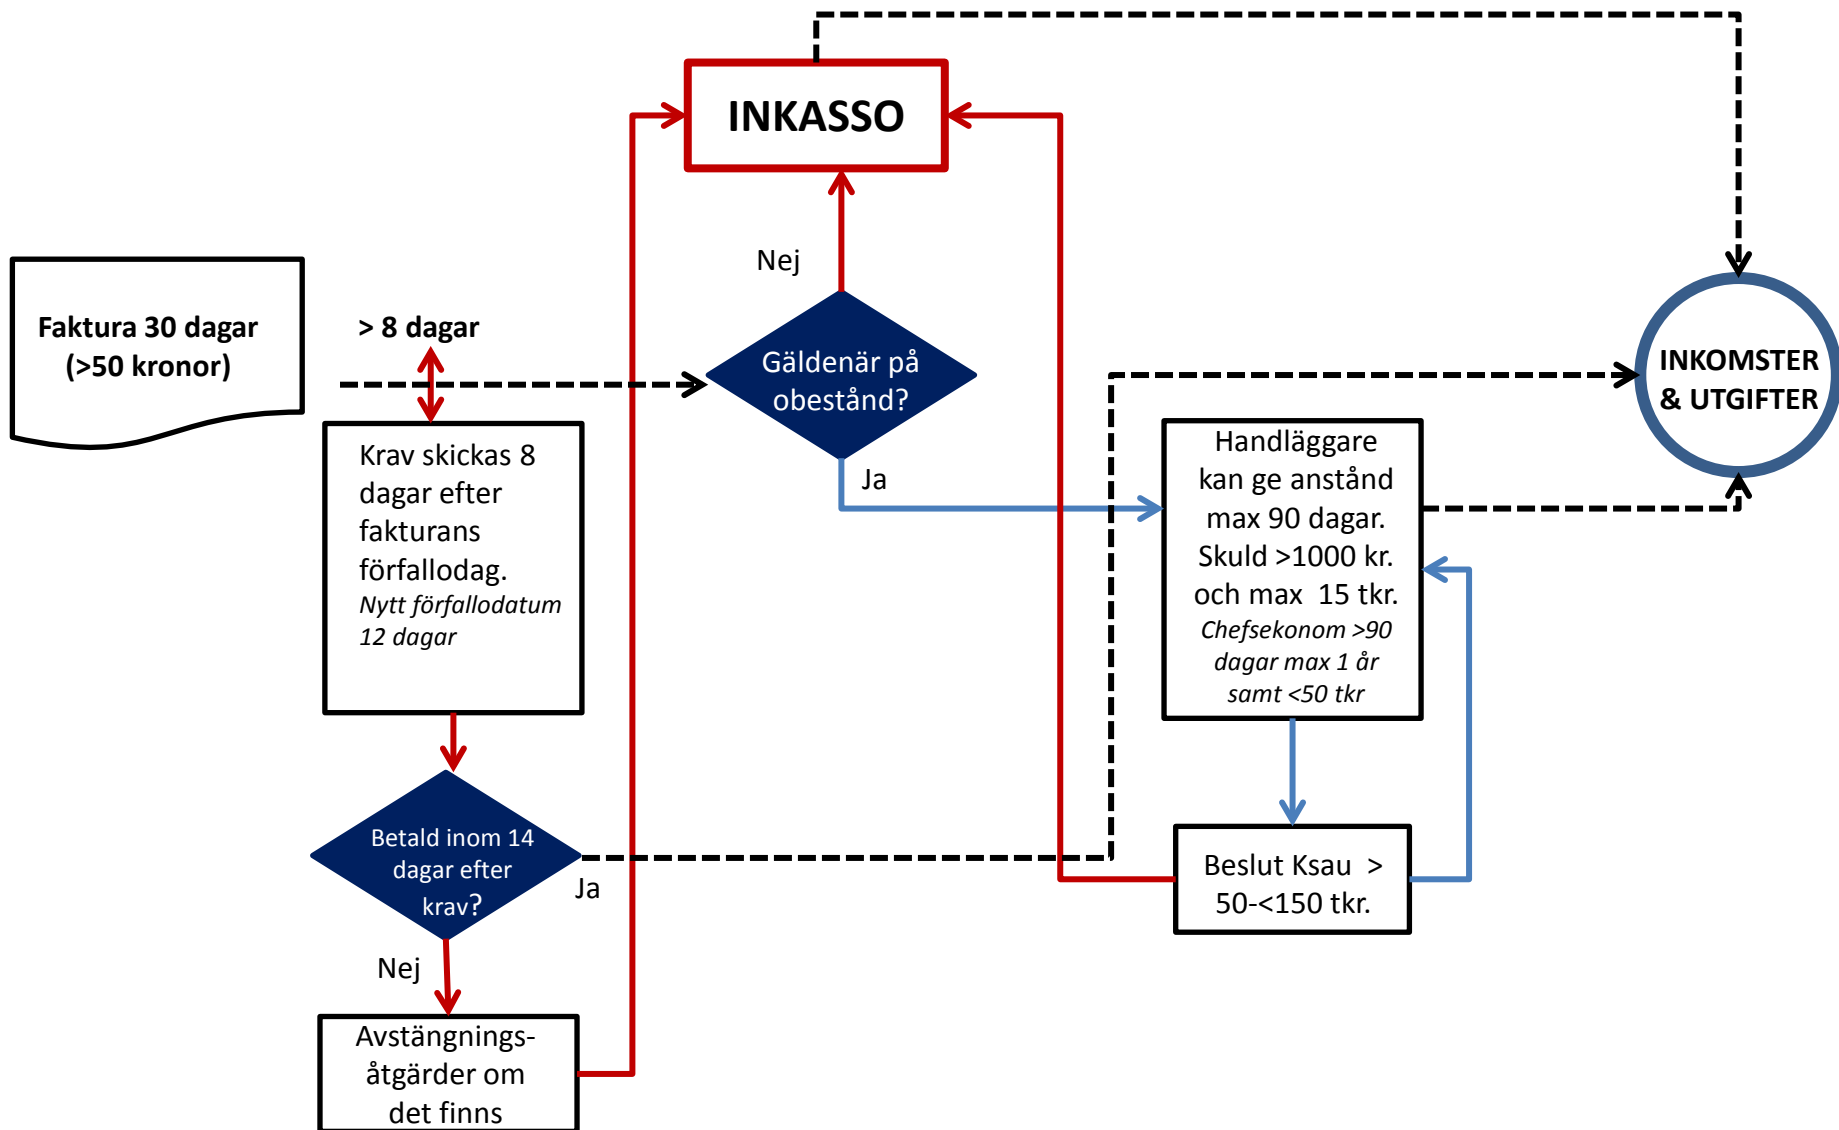 INKASSO
Nej
Faktura 30 dagar
(>50 kronor)
> 8 dagar
Gäldenär på
obestånd?
INKOMSTER
& UTGIFTER
Krav skickas 8
dagar efter
fakturans
förfallodag.
Nytt förfallodatum
12 dagar
Ja
Handläggare
kan ge anstånd
max 90 dagar.
Skuld >1000 kr.
och max 15 tkr.
Chefsekonom >90
dagar max 1 år
samt <50 tkr
Betald inom 14
dagar efter
krav?
Ja
Beslut Ksau >
50-<150 tkr.
Nej
Avstängnings-
åtgärder om
det finns